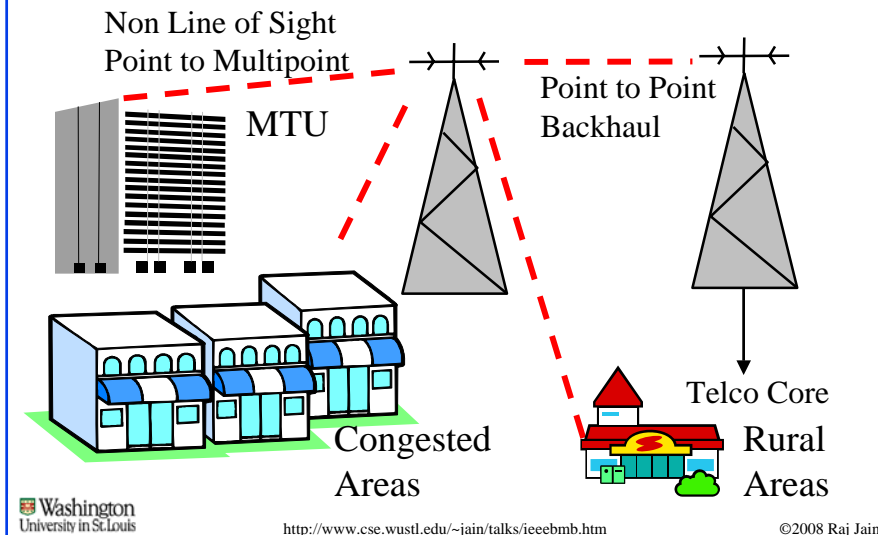 Non Line of Sight
Point to Multipoint
MTU
Point to Point
Backhaul
Telco Core
Congested
Areas
Rural
Areas
Washington
University in St.Louis
http://www.cse.wustl.edu/~jain/talks/ieeebmb.htm
©2008 Raj Jain